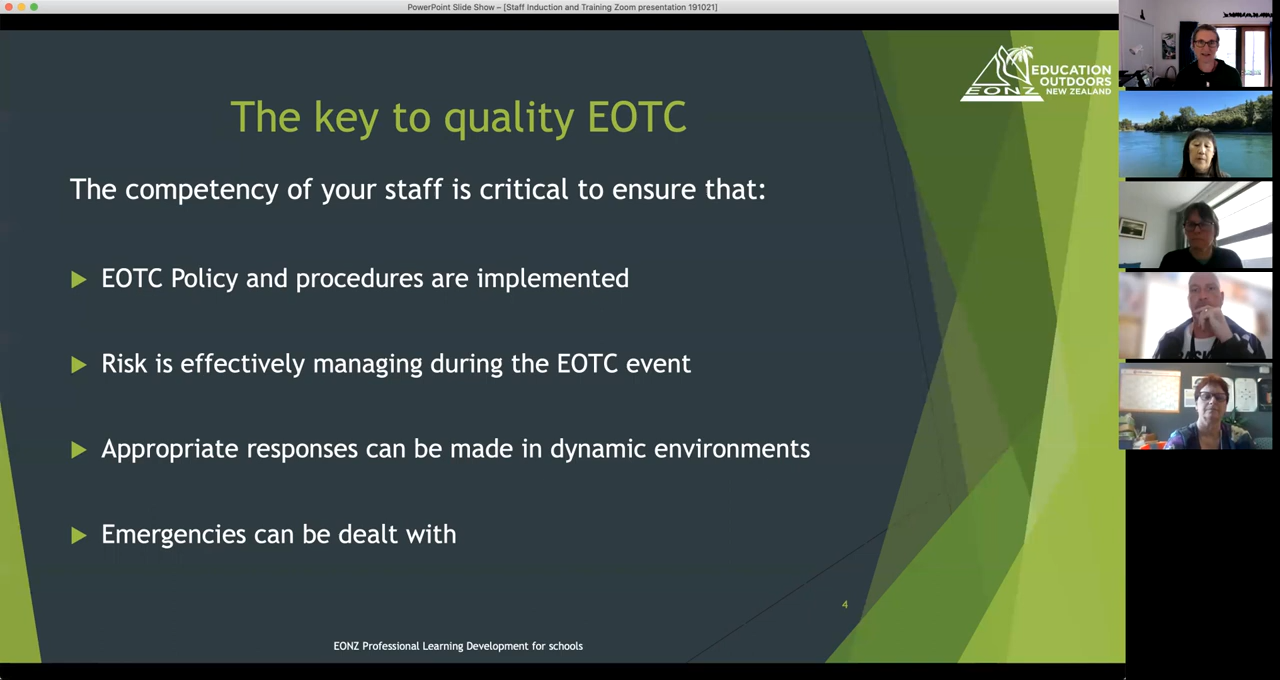 PowerPoint Slide Show – [Staff Induction and Training Zoom presentation 191021]
EDUCATION
OUTDOORS
NEW ZEALAND
EONZ
The key to quality EOTC
The competency of your staff is critical to ensure that:
EOTC Policy and procedures are implemented
Risk is effectively managing during the EOTC event
Appropriate responses can be made in dynamic environments
Emergencies can be dealt with
4
EONZ Professional Learning Development for schools